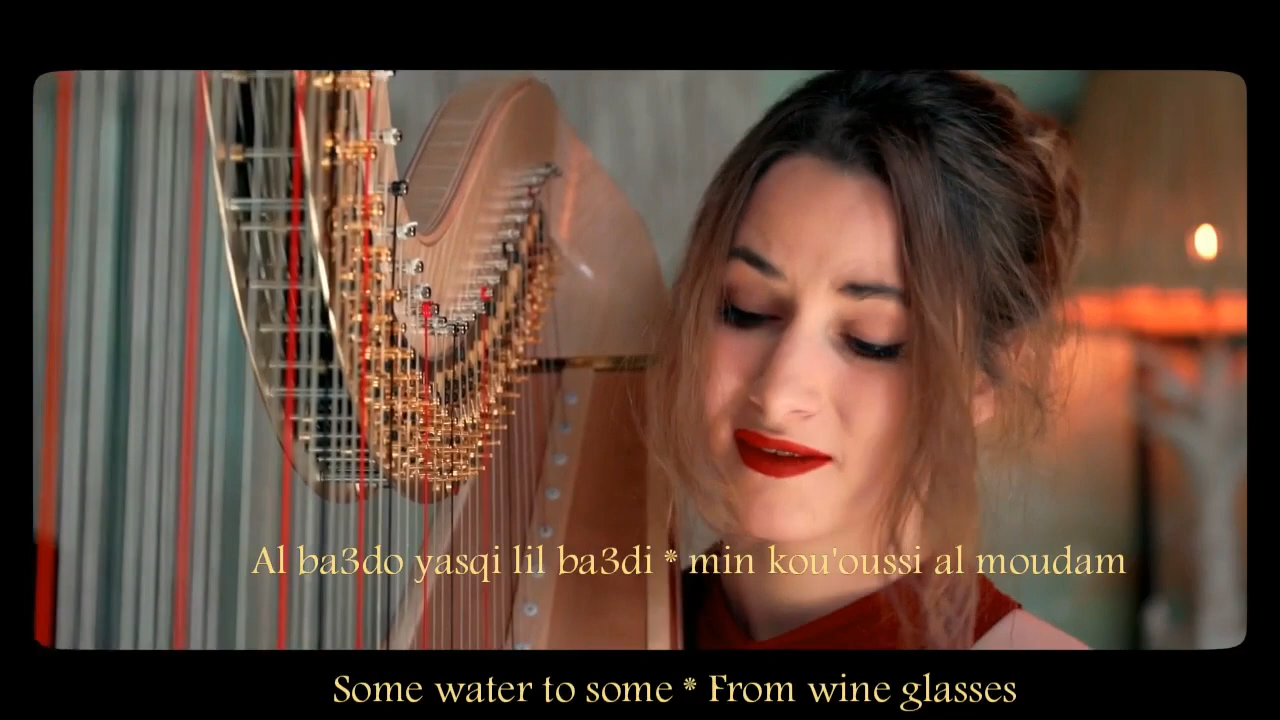 Al ba3do yasqi lil ba3di * min kou'oussi al moudam
Some water to some * From wine glasses